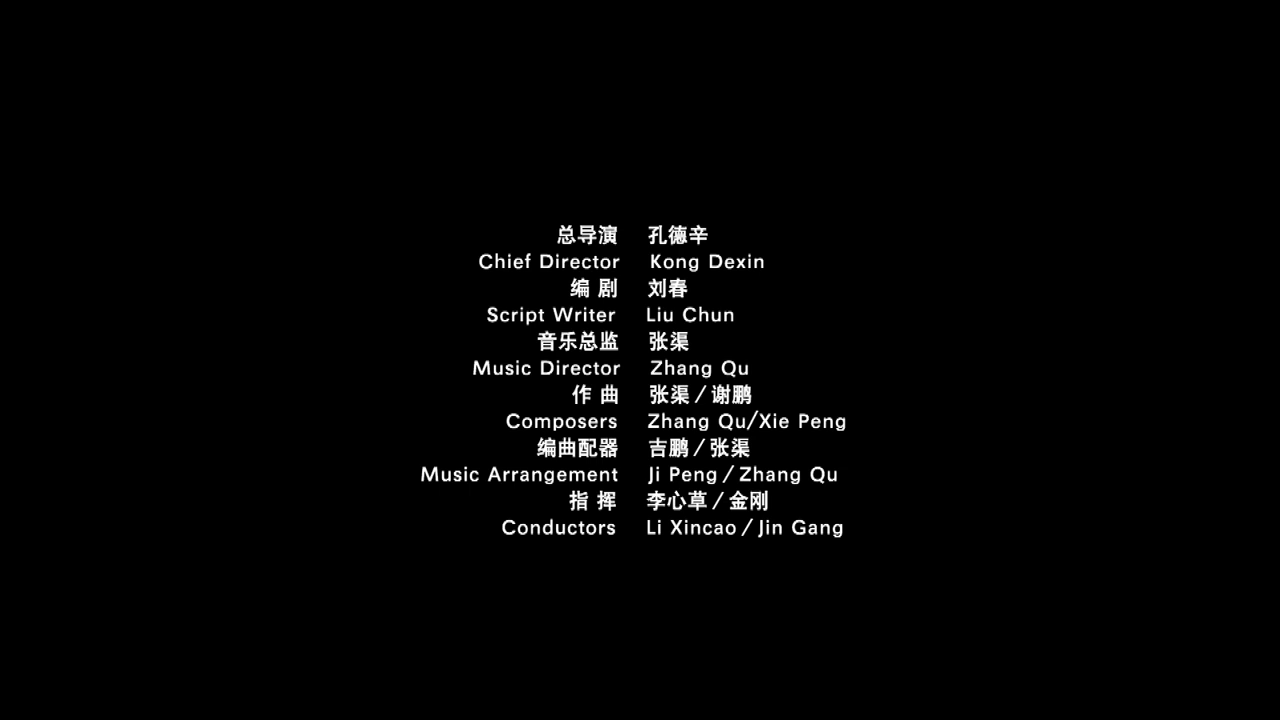 总导演 孔德辛
Chief Director Kong Dexin
编 剧 刘春
Script Writer Liu Chun
音乐总监 张渠
Music Director Zhang Qu
作 曲 张渠/谢鹏
Composers Zhang Qu/Xie Peng
编曲配器 吉鹏/张渠
Music Arrangement Ji Peng/Zhang Qu
指 挥 李心草/金刚
Conductors Li Xincao/Jin Gang